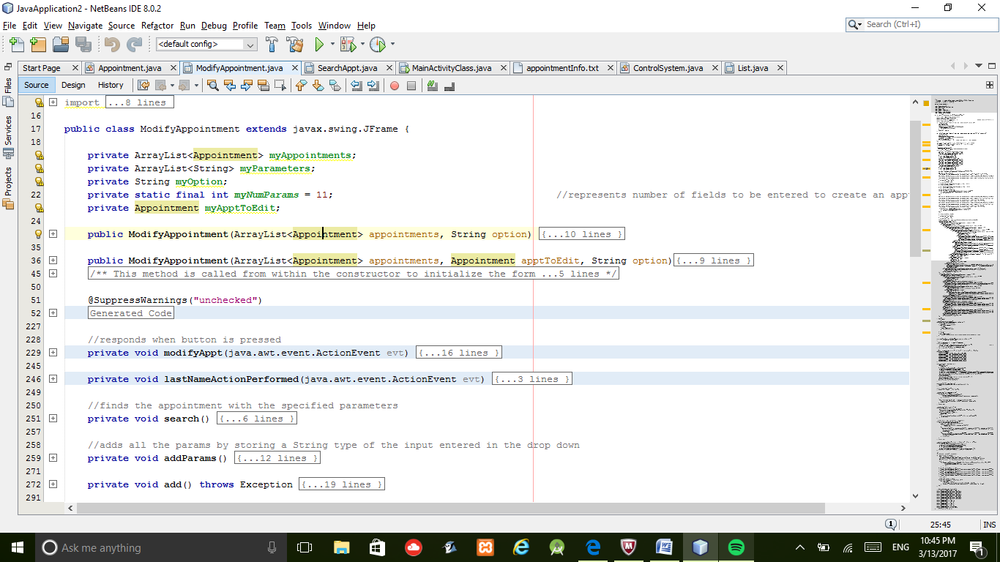 JavaApplication2 - NetBeans IDE 8.0.2
File Edit View Navigate Source Refactor Run Debug Profile Team Tools Window Help
Search (Ctrl+I)
<default config>
Start Page Appointment.java ModifyAppointment.java SearchAppt.java MainActivityClass.java appointmentInfo.txt ControlSystem.java List.java
Source Design History
Files
Services
Projects
import ...8 lines
16
17 public class ModifyAppointment extends javax.swing.JFrame {
18
private ArrayList<Appointment> myAppointments;
private ArrayList<String> myParameters;
private String myOption;
22 private static final int myNumParams = 11; //represents number of fields to be entered to create an app
private Appointment myApptToEdit;
24
public ModifyAppointment(ArrayList<Appointment> appointments, String option) {...10 lines }
35
36 public ModifyAppointment(ArrayList<Appointment> appointments, Appointment apptToEdit, String option) {...9 lines }
45 /** This method is called from within the constructor to initialize the form ...5 lines */
50
51 @SuppressWarnings("unchecked")
52 Generated Code
227
228 //responds when button is pressed
229 private void modifyAppt(java.awt.event.ActionEvent evt) {...16 lines }
245
246 private void lastNameActionPerformed(java.awt.event.ActionEvent evt) {...3 lines }
249
250 //finds the appointment with the specified parameters
251 private void search() {...6 lines }
257
258 //adds all the params by storing a String type of the input entered in the drop down
259 private void addParams() {...12 lines }
271
272 private void add() throws Exception {...19 lines }
291
1 25:45 INS
Ask me anything
ENG
10:45 PM
3/13/2017
1